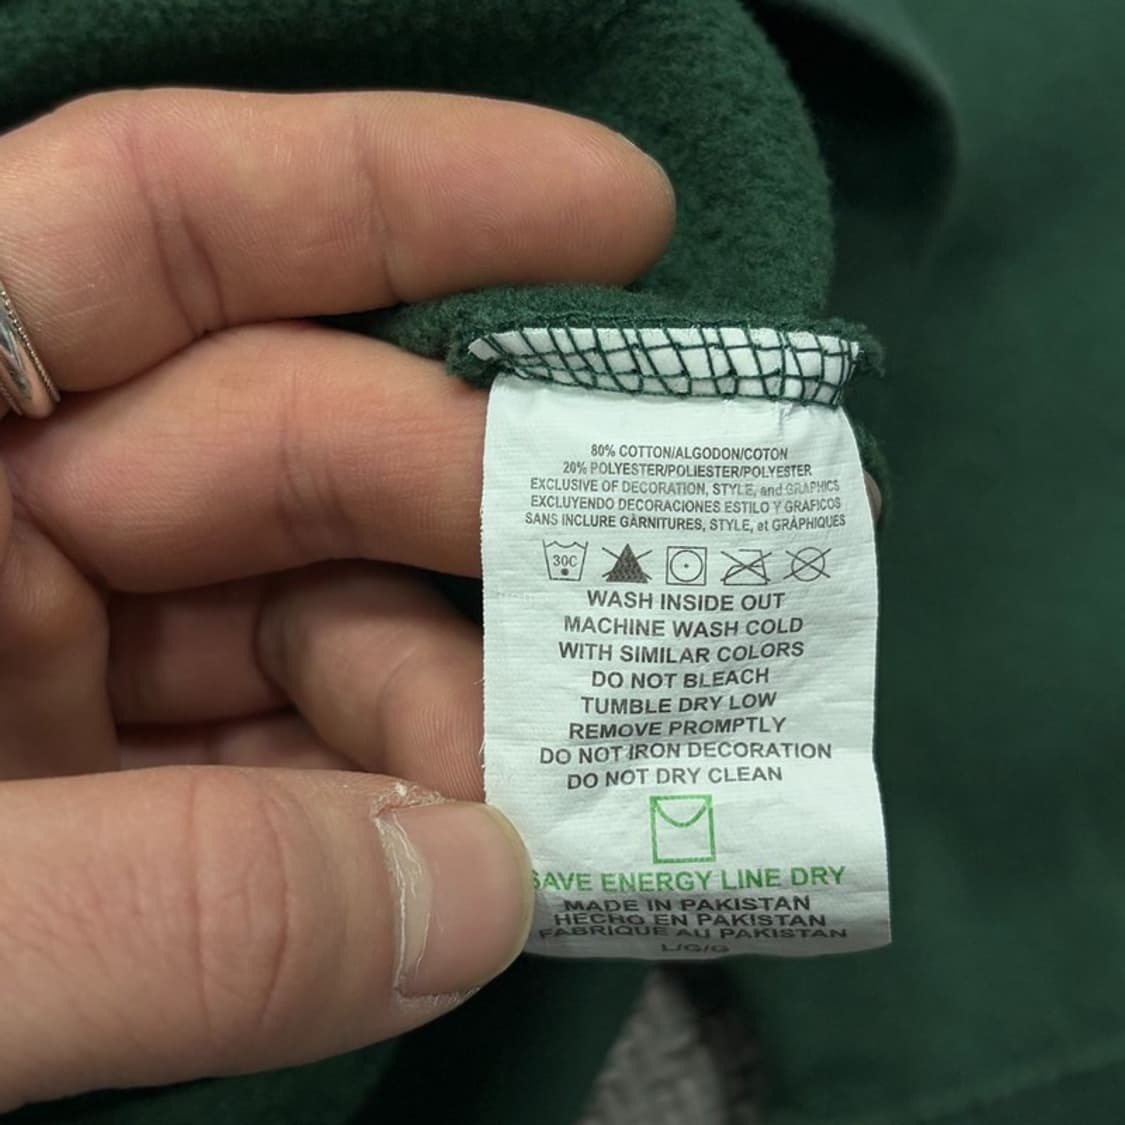 80% COTTON/ALGODON/COTON
20% POLYESTER/POLIESTER/POLYESTER
EXCLUSIVE OF DECORATION, STYLE, and GRAPHICS
EXCLUYENDO DECORACIONES ESTILO Y GRAFICOS
SANS INCLURE GARNITURES, STYLE, et GRAPHIQUES
30C
WASH INSIDE OUT
MACHINE WASH COLD
WITH SIMILAR COLORS
DO NOT BLEACH
TUMBLE DRY LOW
REMOVE PROMPTLY
DO NOT IRON DECORATION
DO NOT DRY CLEAN
SAVE ENERGY LINE DRY
MADE IN PAKISTAN
HECHO EN PAKISTAN
FABRIQUE AU PAKISTAN
L/G/G